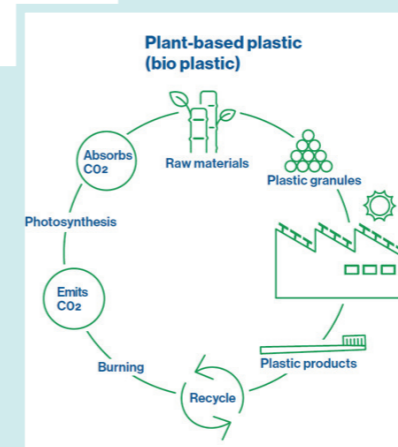 Plant-based plastic
(bio plastic)
Absorbs
CO2
Raw materials
Plastic granules
Photosynthesis
Emits
CO2
Burning
Recycle
Plastic products